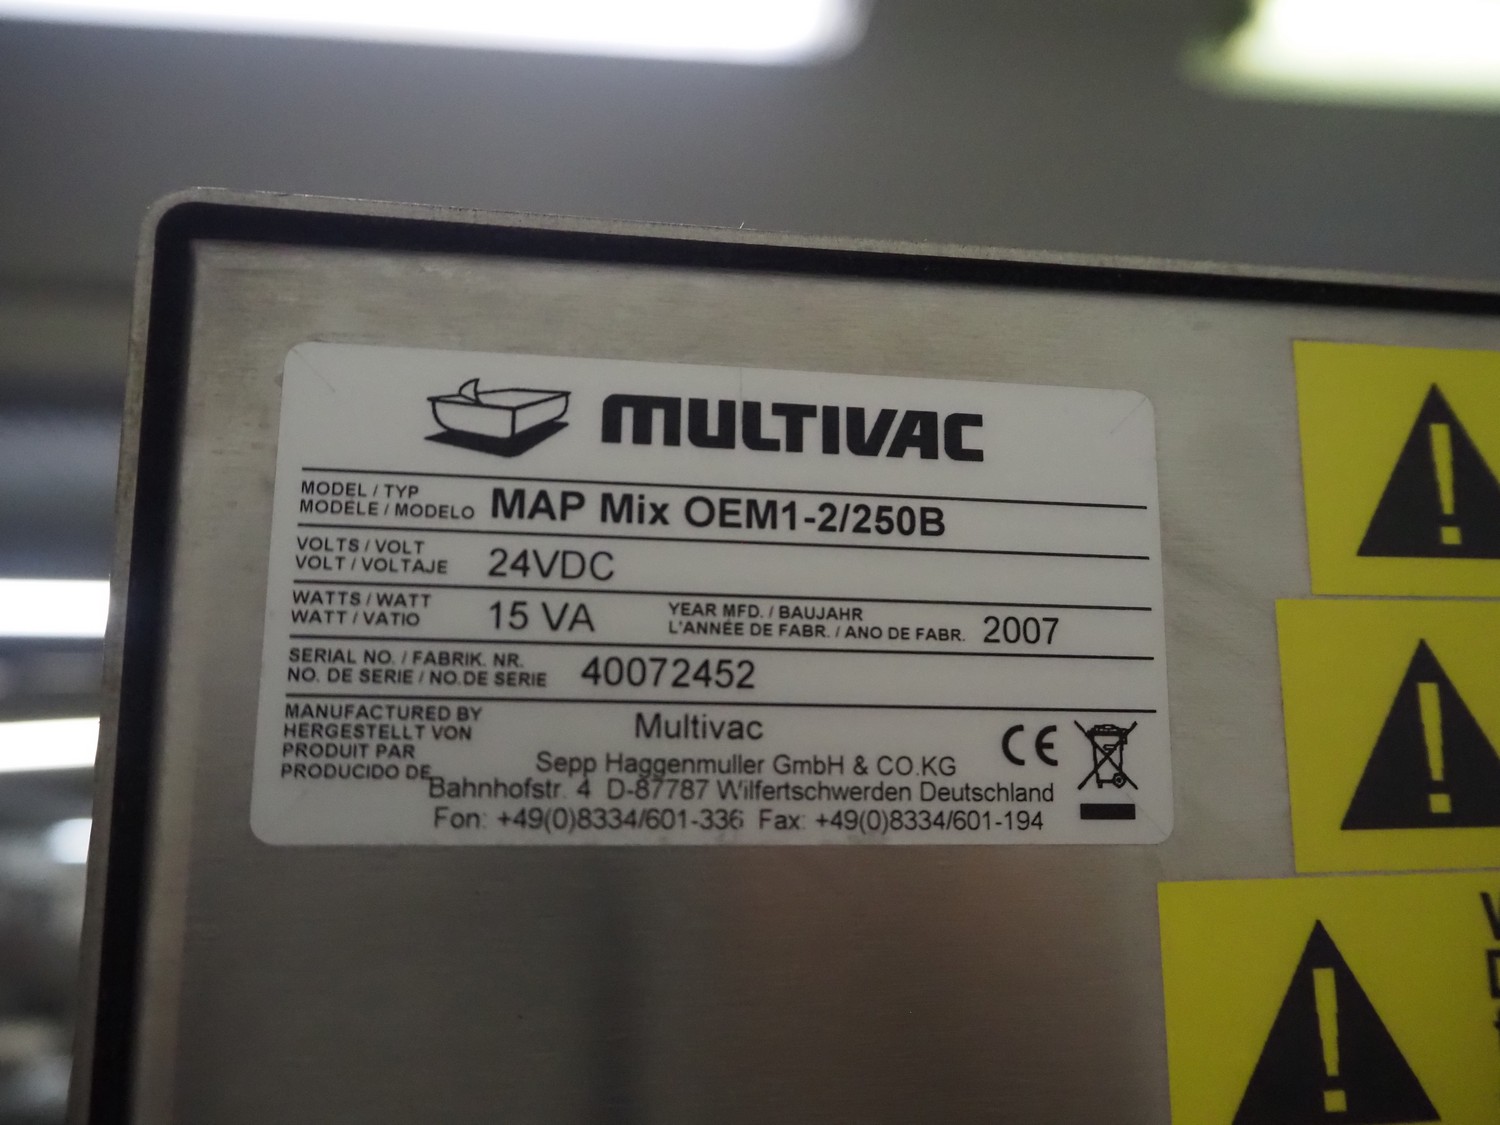 MULTIVAC
MODEL / TYP
MODÈLE / MODELO MAP Mix OEM1-2/250B
VOLTS / VOLT
VOLT / VOLTAJE 24VDC
WATTS / WATT
WATT / VATIO 15 VA
YEAR MFD. / BAUJAHR
L'ANNÉE DE FABR. / ANO DE FABR. 2007
SERIAL NO. / FABRIK. NR.
NO. DE SERIE / NO.DE SERIE 40072452
MANUFACTURED BY
HERGESTELLT VON
PRODUIT PAR
PRODUCIDO DE
Multivac
Sepp Haggenmuller GmbH & CO.KG
Bahnhofstr. 4 D-87787 Wilfertschwerden Deutschland
Fon: +49(0)8334/601-336 Fax: +49(0)8334/601-194
CE